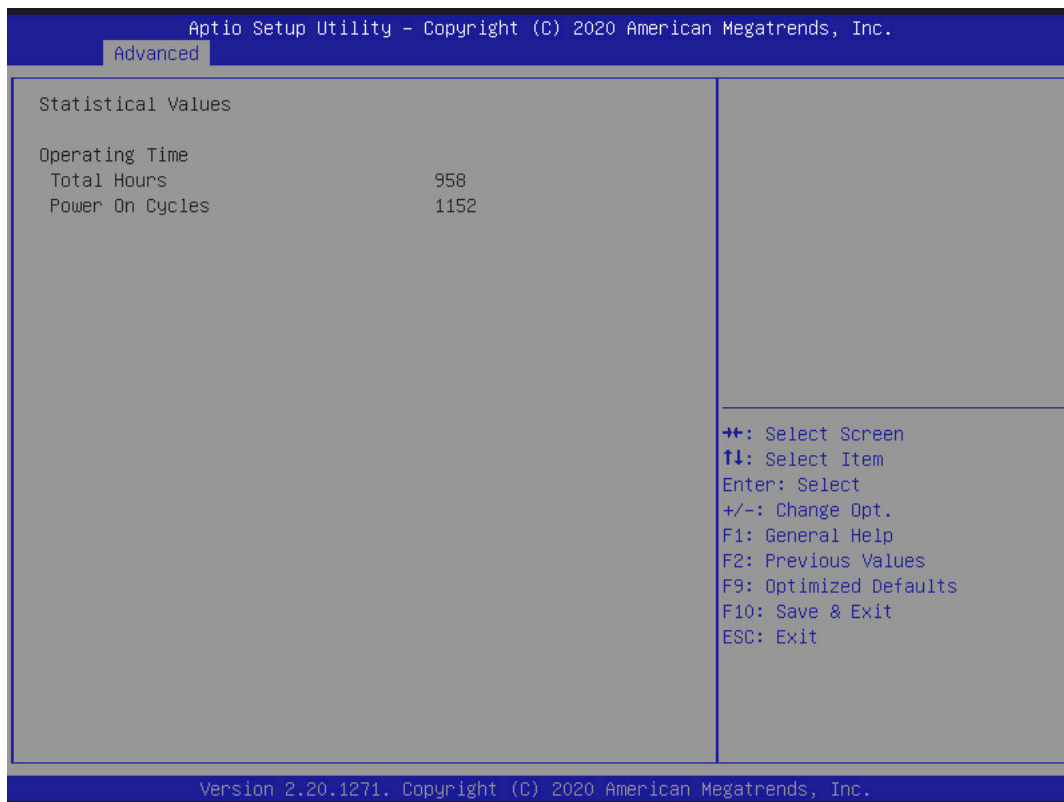 Aptio Setup Utility – Copyright (C) 2020 American Megatrends, Inc.
Advanced
Statistical Values
Operating Time
Total Hours 958
Power On Cycles 1152
→←: Select Screen
↑↓: Select Item
Enter: Select
+/-: Change Opt.
F1: General Help
F2: Previous Values
F9: Optimized Defaults
F10: Save & Exit
ESC: Exit
Version 2.20.1271. Copyright (C) 2020 American Megatrends, Inc.